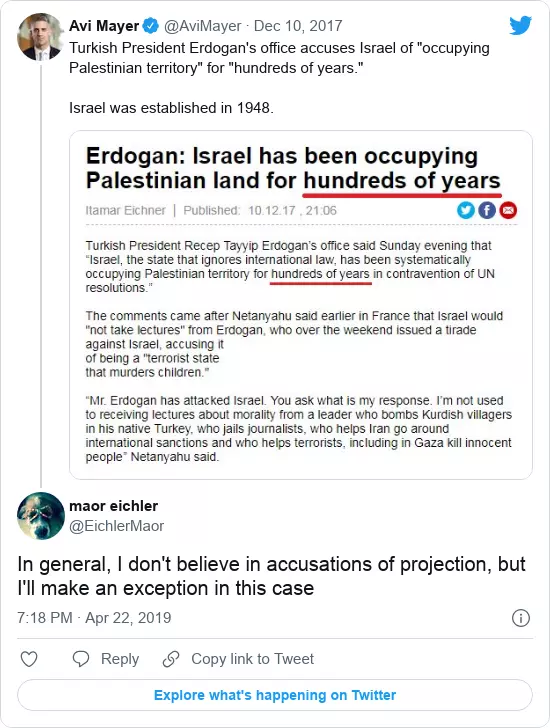 Avi Mayer @AviMayer · Dec 10, 2017
Turkish President Erdogan's office accuses Israel of "occupying
Palestinian territory" for "hundreds of years."
Israel was established in 1948.
Erdogan: Israel has been occupying
Palestinian land for hundreds of years
Itamar Eichner | Published: 10.12.17 , 21:06
Turkish President Recep Tayyip Erdogan's office said Sunday evening that
“Israel, the state that ignores international law, has been systematically
occupying Palestinian territory for hundreds of years in contravention of UN
resolutions.”
The comments came after Netanyahu said earlier in France that Israel would
"not take lectures" from Erdogan, who over the weekend issued a tirade
against Israel, accusing it
of being a "terrorist state
that murders children."
“Mr. Erdogan has attacked Israel. You ask what is my response. I’m not used
to receiving lectures about morality from a leader who bombs Kurdish villagers
in his native Turkey, who jails journalists, who helps Iran go around
international sanctions and who helps terrorists, including in Gaza kill innocent
people” Netanyahu said.
maor eichler
@EichlerMaor
In general, I don't believe in accusations of projection, but
I'll make an exception in this case
7:18 PM · Apr 22, 2019
Reply
Copy link to Tweet
Explore what's happening on Twitter